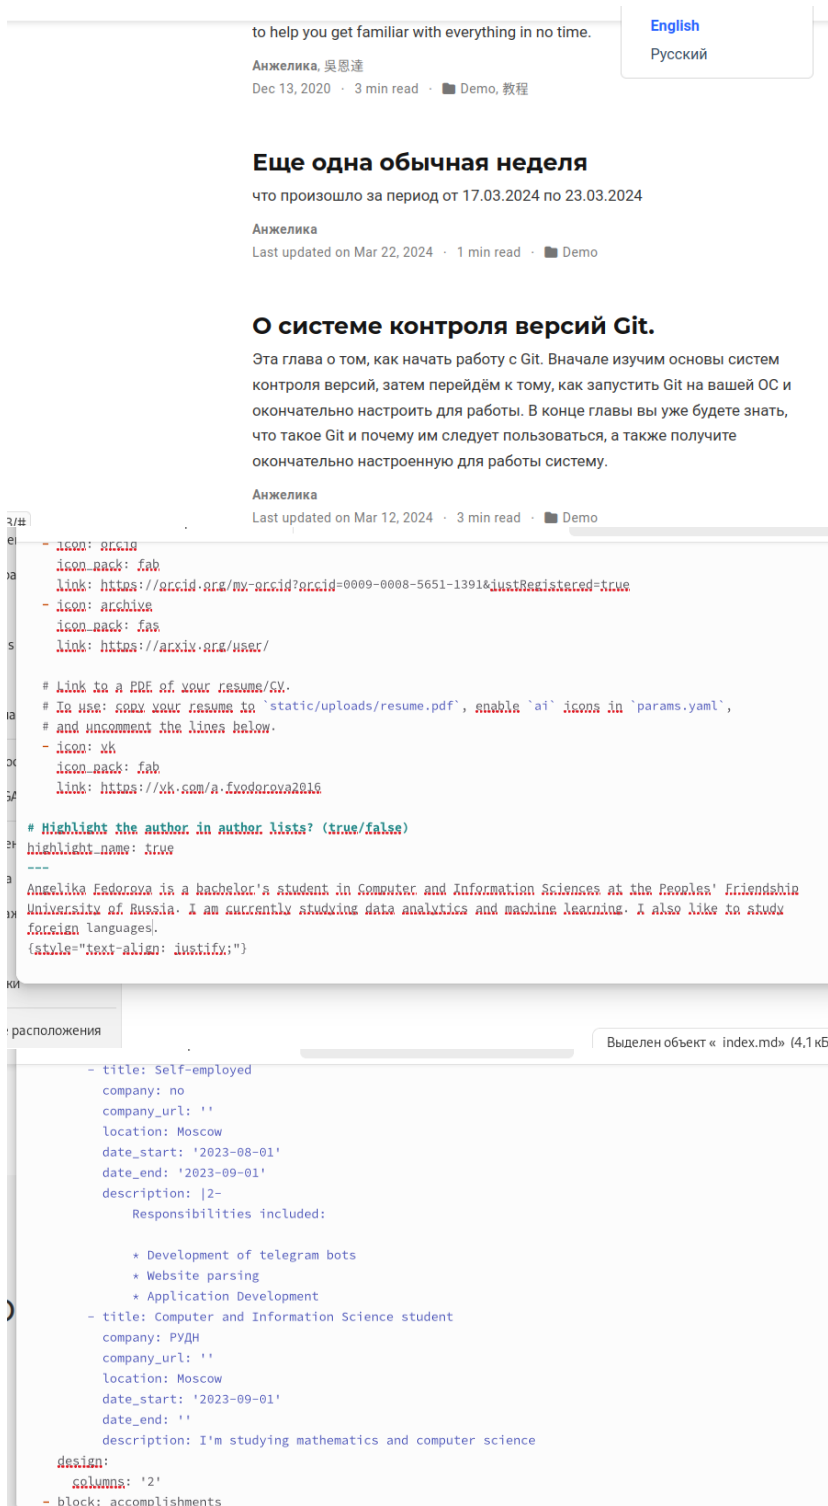 to help you get familiar with everything in no time.
English
Русский
Анжелика, 吳恩達
Dec 13, 2020 · 3 min read · Demo, 教程
Еще одна обычная неделя
что произошло за период от 17.03.2024 по 23.03.2024
Анжелика
Last updated on Mar 22, 2024 · 1 min read · Demo
О системе контроля версий Git.
Эта глава о том, как начать работу с Git. Вначале изучим основы систем
контроля версий, затем перейдём к тому, как запустить Git на вашей ОС и
окончательно настроить для работы. В конце главы вы уже будете знать,
что такое Git и почему им следует пользоваться, а также получите
окончательно настроенную для работы систему.
Анжелика
Last updated on Mar 12, 2024 · 3 min read · Demo
3/#
- icon: orcid
icon_pack: fab
link: https://orcid.org/my-orcid?orcid=0009-0008-5651-1391&justRegistered=true
- icon: archive
icon_pack: fas
link: https://arxiv.org/user/
# Link to a PDF of your resume/CV.
# To use: copy your resume to `static/uploads/resume.pdf`, enable `ai` icons in `params.yaml`,
# and uncomment the lines below.
- icon: vk
icon_pack: fab
link: https://vk.com/a.fyodorova2016
# Highlight the author in author lists? (true/false)
highlight_name: true
---
Angelika Fedorova is a bachelor's student in Computer and Information Sciences at the Peoples' Friendship
University of Russia. I am currently studying data analytics and machine learning. I also like to study
foreign languages.
{style="text-align: justify;"}
ки
расположения
Выделен объект «_index.md» (4,1 кБ
- title: Self-employed
company: no
company_url: ''
location: Moscow
date_start: '2023-08-01'
date_end: '2023-09-01'
description: |2-
Responsibilities included:
* Development of telegram bots
* Website parsing
* Application Development
- title: Computer and Information Science student
company: РУДН
company_url: ''
location: Moscow
date_start: '2023-09-01'
date_end: ''
description: I'm studying mathematics and computer science
design:
columns: '2'
- block: accomplishments